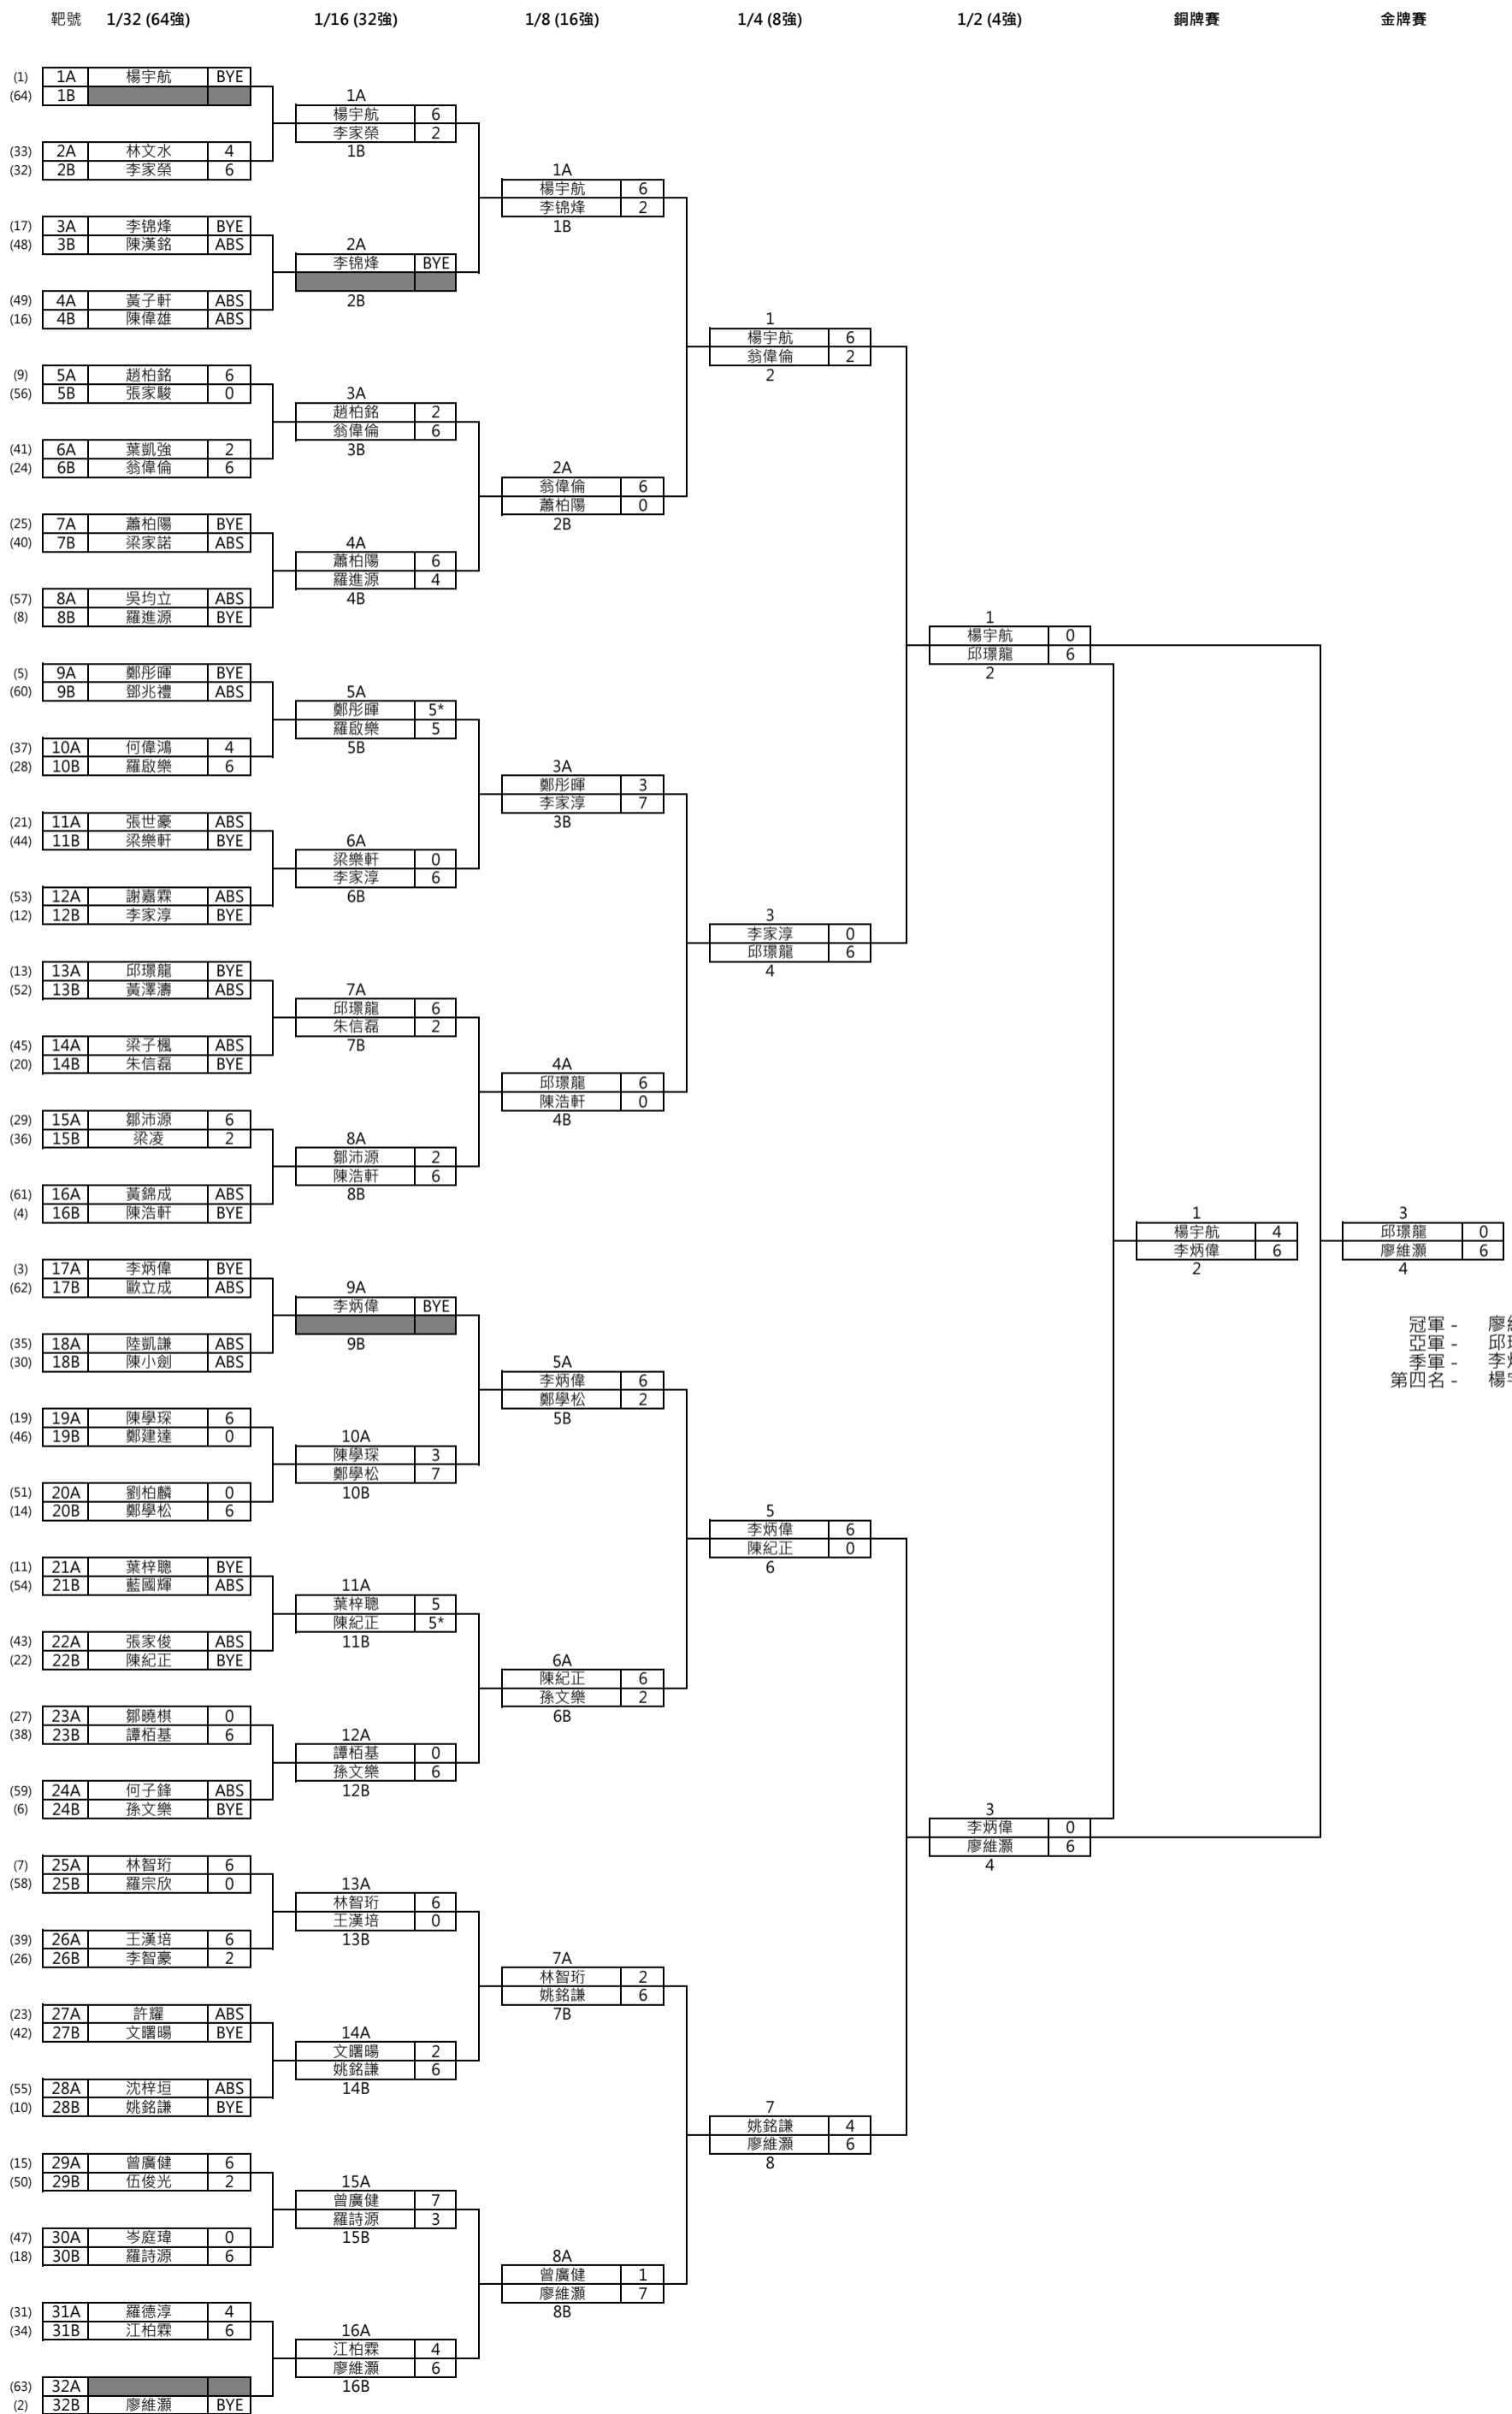 靶號 1/32 (64強) 1/16 (32強) 1/8 (16強) 1/4 (8強) 1/2 (4強) 銅牌賽 金牌賽
(1) 1A 楊宇航 BYE
(64) 1B
(33) 2A 林文水 4
(32) 2B 李家榮 6
(17) 3A 李锦烽 BYE
(48) 3B 陳漢銘 ABS
(49) 4A 黃子軒 ABS
(16) 4B 陳偉雄 ABS
(9) 5A 趙柏銘 6
(56) 5B 張家駿 0
(41) 6A 葉凱強 2
(24) 6B 翁偉倫 6
(25) 7A 蕭柏陽 BYE
(40) 7B 梁家諾 ABS
(57) 8A 吳均立 ABS
(8) 8B 羅進源 BYE
(5) 9A 鄭彤暉 BYE
(60) 9B 鄧兆禮 ABS
(37) 10A 何偉鴻 4
(28) 10B 羅啟樂 6
(21) 11A 張世豪 ABS
(44) 11B 梁樂軒 BYE
(53) 12A 謝嘉霖 ABS
(12) 12B 李家淳 BYE
(13) 13A 邱璟龍 BYE
(52) 13B 黃澤濤 ABS
(45) 14A 梁子楓 ABS
(20) 14B 朱信磊 BYE
(29) 15A 鄒沛源 6
(36) 15B 梁凌 2
(61) 16A 黃錦成 ABS
(4) 16B 陳浩軒 BYE
(3) 17A 李炳偉 BYE
(62) 17B 歐立成 ABS
(35) 18A 陸凱謙 ABS
(30) 18B 陳小劍 ABS
(19) 19A 陳學琛 6
(46) 19B 鄭建達 0
(51) 20A 劉柏麟 0
(14) 20B 鄭學松 6
(11) 21A 葉梓聰 BYE
(54) 21B 藍國輝 ABS
(43) 22A 張家俊 ABS
(22) 22B 陳紀正 BYE
(27) 23A 鄒曉棋 0
(38) 23B 譚栢基 6
(59) 24A 何子鋒 ABS
(6) 24B 孫文樂 BYE
(7) 25A 林智珩 6
(58) 25B 羅宗欣 0
(39) 26A 王漢培 6
(26) 26B 李智豪 2
(23) 27A 許耀 ABS
(42) 27B 文曙暘 BYE
(55) 28A 沈梓垣 ABS
(10) 28B 姚銘謙 BYE
(15) 29A 曾廣健 6
(50) 29B 伍俊光 2
(47) 30A 岑庭瑋 0
(18) 30B 羅詩源 6
(31) 31A 羅德淳 4
(34) 31B 江柏霖 6
(63) 32A
(2) 32B 廖維灝 BYE
1A
楊宇航 6
李家榮 2
1B
2A
李锦烽 BYE
2B
3A
趙柏銘 2
翁偉倫 6
3B
4A
蕭柏陽 6
羅進源 4
4B
5A
鄭彤暉 5*
羅啟樂 5
5B
6A
梁樂軒 0
李家淳 6
6B
7A
邱璟龍 6
朱信磊 2
7B
8A
鄒沛源 2
陳浩軒 6
8B
9A
李炳偉 BYE
9B
10A
陳學琛 3
鄭學松 7
10B
11A
葉梓聰 5
陳紀正 5*
11B
12A
譚栢基 0
孫文樂 6
12B
13A
林智珩 6
王漢培 0
13B
14A
文曙暘 2
姚銘謙 6
14B
15A
曾廣健 7
羅詩源 3
15B
16A
江柏霖 4
廖維灝 6
16B
1A
楊宇航 6
李锦烽 2
1B
2A
翁偉倫 6
蕭柏陽 0
2B
3A
鄭彤暉 3
李家淳 7
3B
4A
邱璟龍 6
陳浩軒 0
4B
5A
李炳偉 6
鄭學松 2
5B
6A
陳紀正 6
孫文樂 2
6B
7A
林智珩 2
姚銘謙 6
7B
8A
曾廣健 1
廖維灝 7
8B
1
楊宇航 6
翁偉倫 2
2
3
李家淳 0
邱璟龍 6
4
5
李炳偉 6
陳紀正 0
6
7
姚銘謙 4
廖維灝 6
8
1
楊宇航 0
邱璟龍 6
2
3
李炳偉 0
廖維灝 6
4
1
楊宇航 4
李炳偉 6
2
3
邱璟龍 0
廖維灝 6
4
冠軍 - 廖
亞軍 - 邱
季軍 - 李
第四名 - 楊